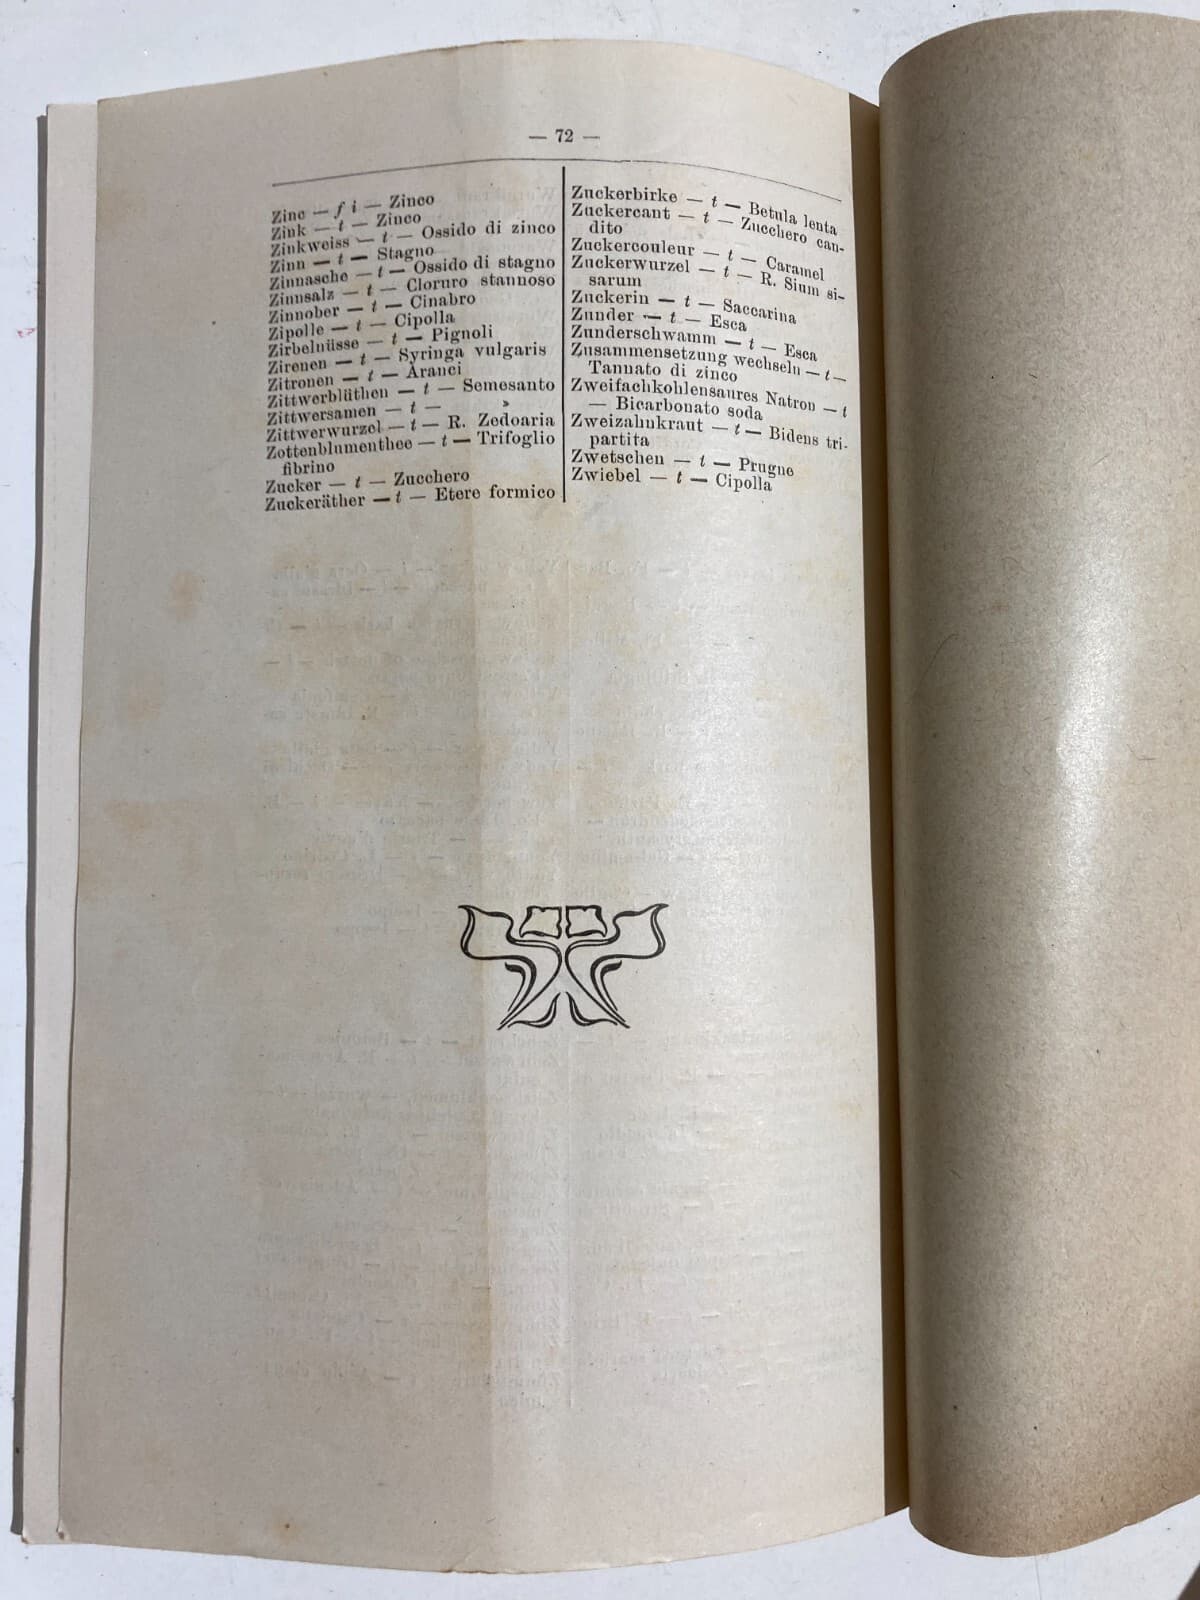 — 72 —
Zinc — f i — Zinco
Zink — t — Zinco
Zinkweiss — t — Ossido di zinco
Zinn — t — Stagno
Zinnasche — t — Ossido di stagno
Zinnsalz — t — Cloruro stannoso
Zinnober — t — Cinabro
Zipolle — t — Cipolla
Zirbelnüsse — t — Pignoli
Zirenen — t — Syringa vulgaris
Zitronen — t — Aranci
Zittwerblüthen — t — Semesanto
Zittwersamen — t — »
Zittwerwurzel — t — R. Zedoaria
Zottenblumenthee — t — Trifoglio
fibrino
Zucker — t — Zucchero
Zuckeräther — t — Etere formico
Zuckerbirke — t — Betula lenta
Zuckercant — t — Zucchero can-
dito
Zuckercouleur — t — Caramel
Zuckerwurzel — t — R. Sium si-
sarum
Zuckerin — t — Saccarina
Zunder — t — Esca
Zunderschwamm — t — Esca
Zusammensetzung wechseln — t —
Tannato di zinco
Zweifachkohlensaures Natron — t
— Bicarbonato soda
Zweizahnkraut — t — Bidens tri-
partita
Zwetschen — t — Prugne
Zwiebel — t — Cipolla